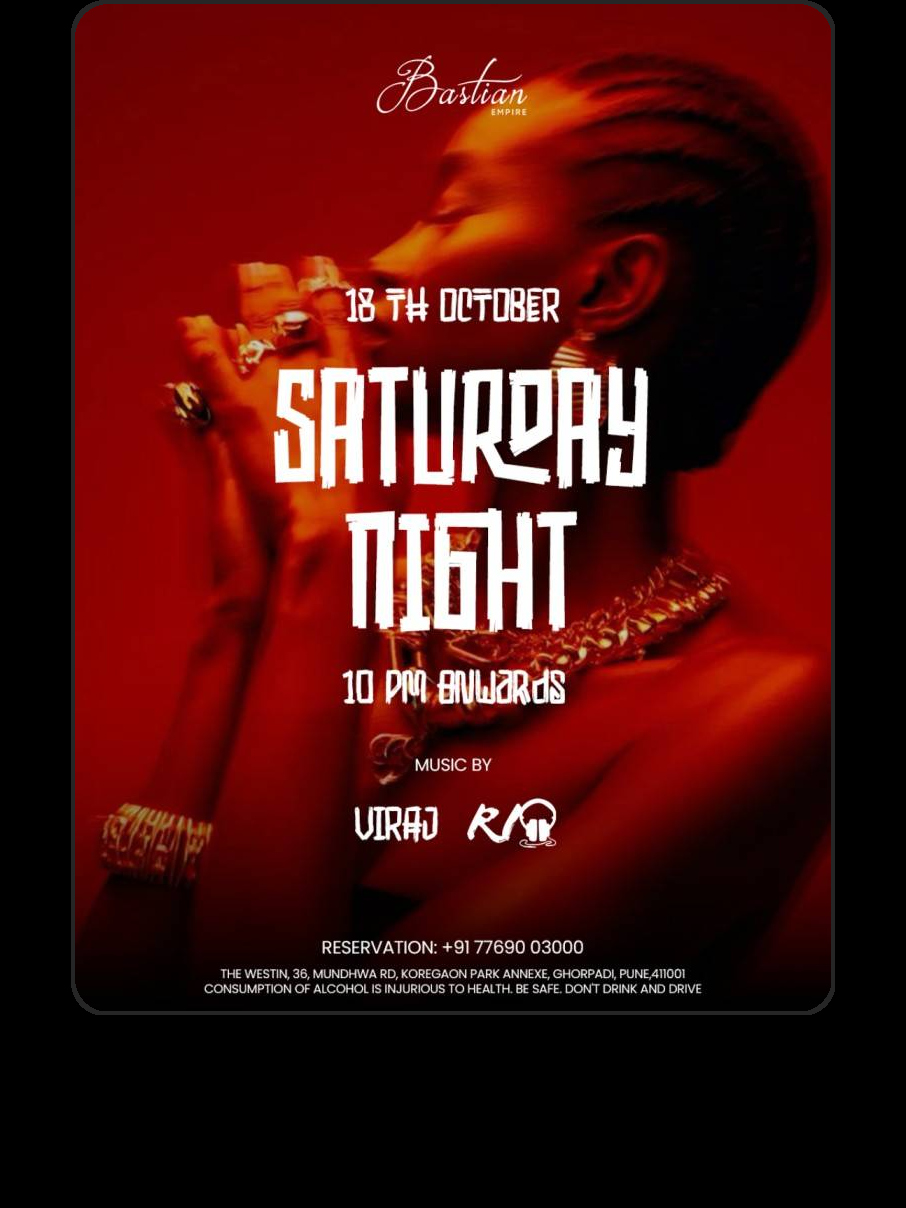 Bastian
EMPIRE
18 TH OCTOBER
SATURDAY
NIGHT
10 PM ONWARDS
MUSIC BY
VIRAJ RIO
RESERVATION: +91 77690 03000
THE WESTIN, 36, MUNDHWA RD, KOREGAON PARK ANNEXE, GHORPADI, PUNE,411001
CONSUMPTION OF ALCOHOL IS INJURIOUS TO HEALTH. BE SAFE. DON'T DRINK AND DRIVE